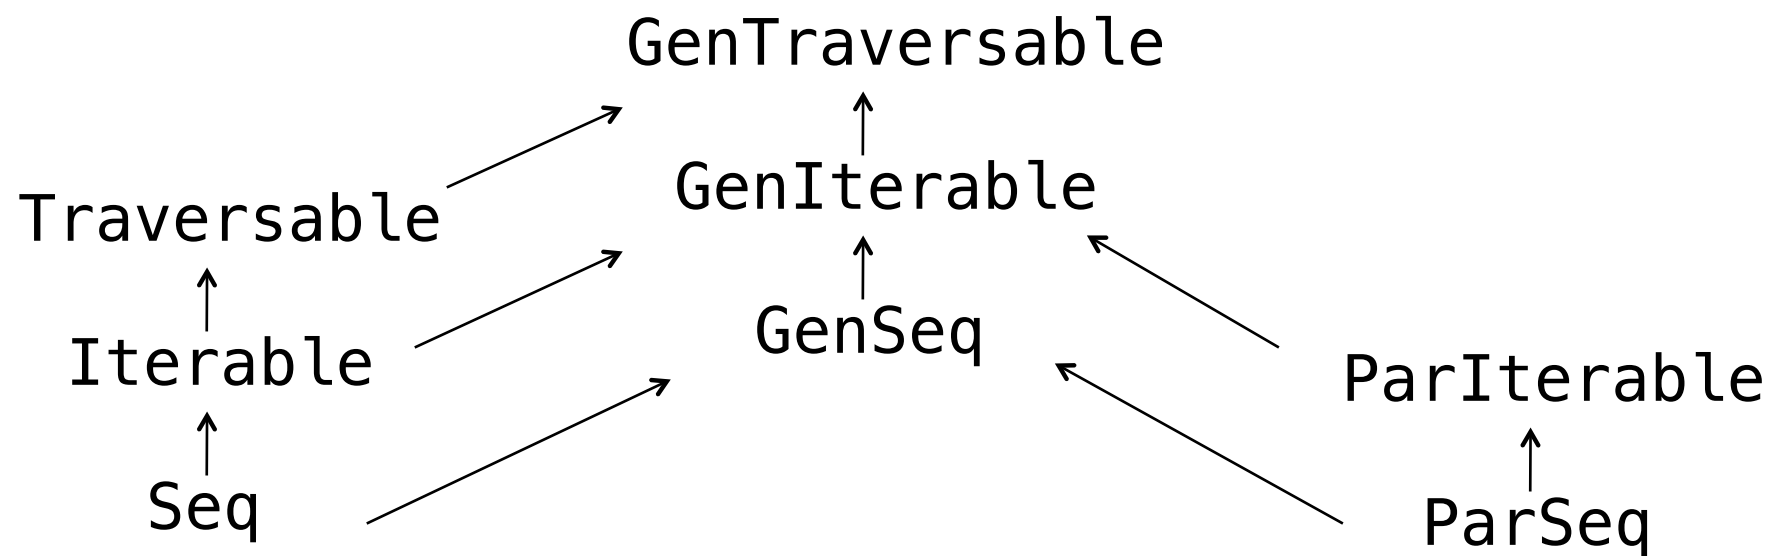 GenTraversable
GenIterable
Traversable
GenSeq
Iterable
ParIterable
Seq
ParSeq